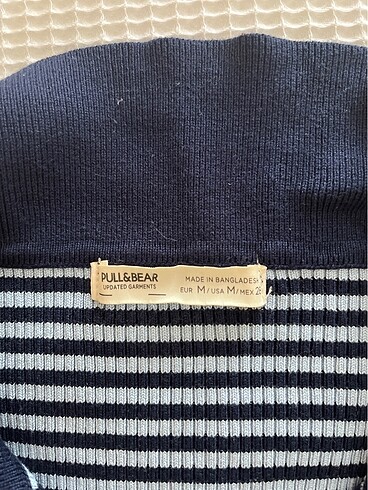 PULL&BEAR
UPDATED GARMENTS
MADE IN BANGLADESH
EUR M/USA M/MEX